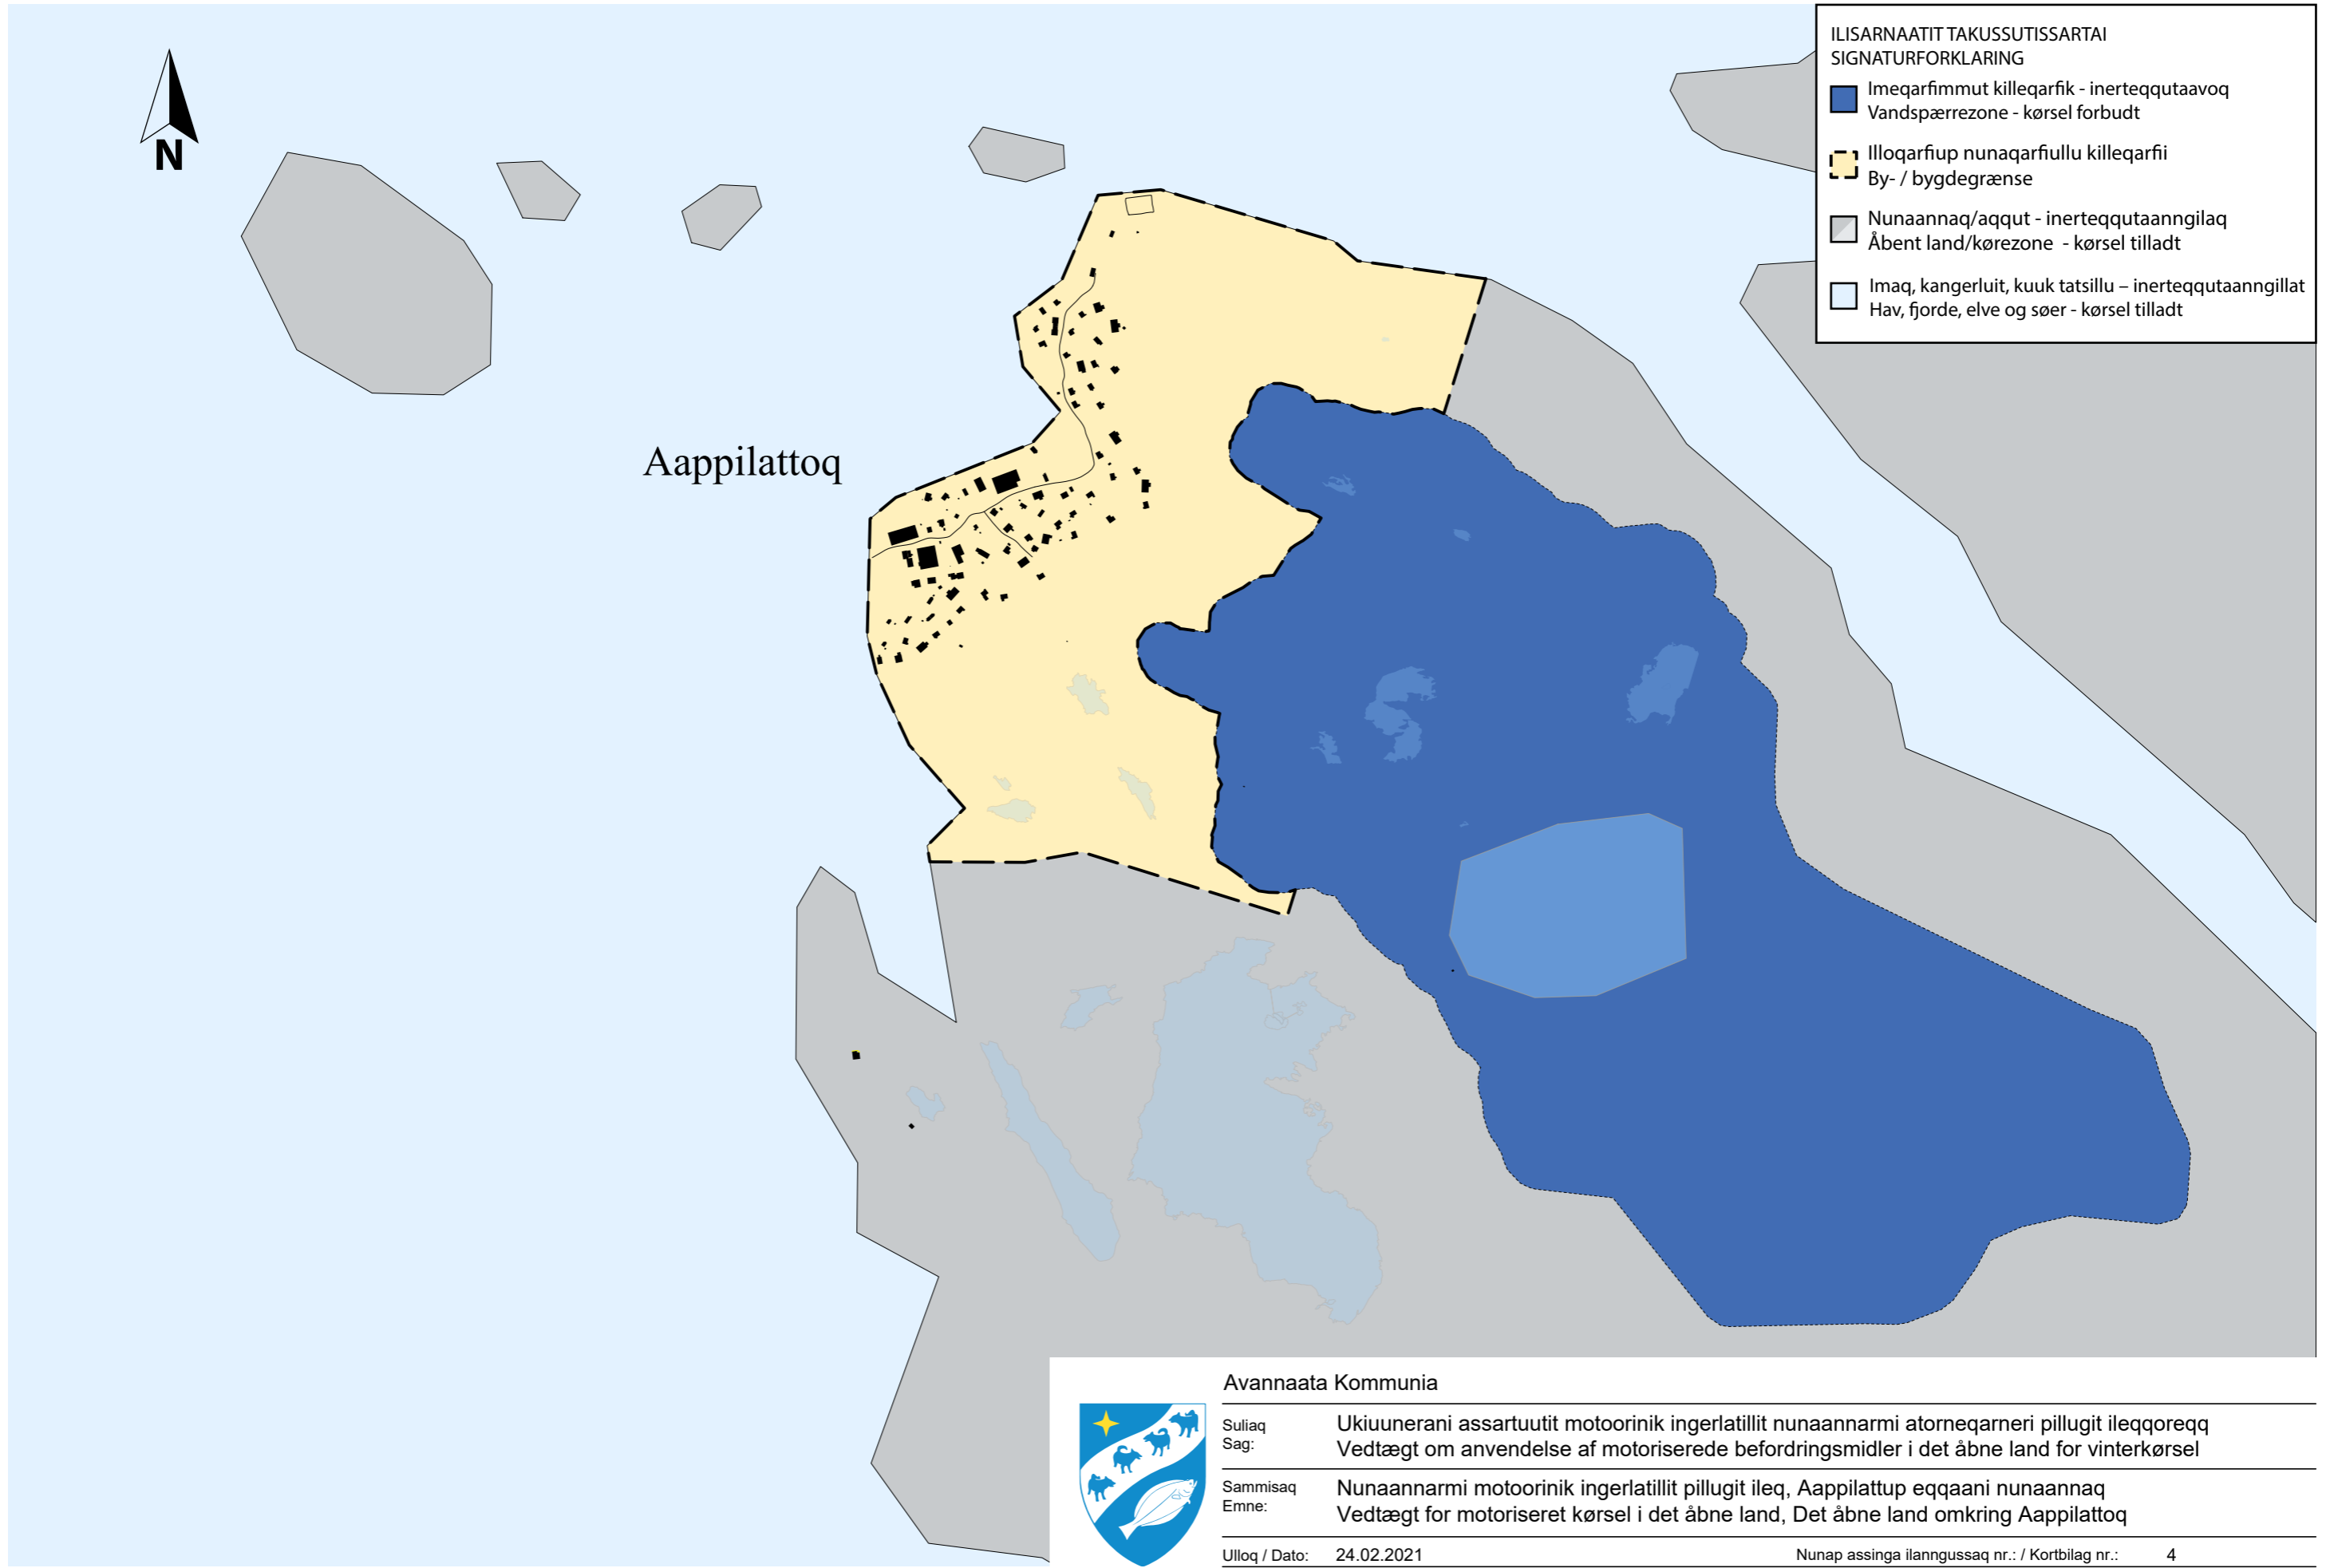 ILISARNAATIT TAKUSSUTISSARTAI
SIGNATURFORKLARING
Imeqarfimmut killeqarfik - inerteqqutaavoq
Vandspærrezone - kørsel forbudt
Illoqarfiup nunaqarfiullu killeqarfii
By- / bygdegrænse
Nunaannaq/aqqut - inerteqqutaanngilaq
Åbent land/kørezone - kørsel tilladt
Imaq, kangerluit, kuuk tatsillu – inerteqqutaanngillat
Hav, fjorde, elve og søer - kørsel tilladt
N
Aappilattoq
Avannaata Kommunia
Suliaq Ukiuunerani assartuutit motoorinik ingerlatillit nunaannarmi atorneqarneri pillugit ileqqoreqq
Sag: Vedtægt om anvendelse af motoriserede befordringsmidler i det åbne land for vinterkørsel
Sammisaq Nunaannarmi motoorinik ingerlatillit pillugit ileq, Aappilattup eqqaani nunaannaq
Emne: Vedtægt for motoriseret kørsel i det åbne land, Det åbne land omkring Aappilattoq
Ulloq / Dato: 24.02.2021 Nunap assinga ilanngussaq nr.: / Kortbilag nr.: 4